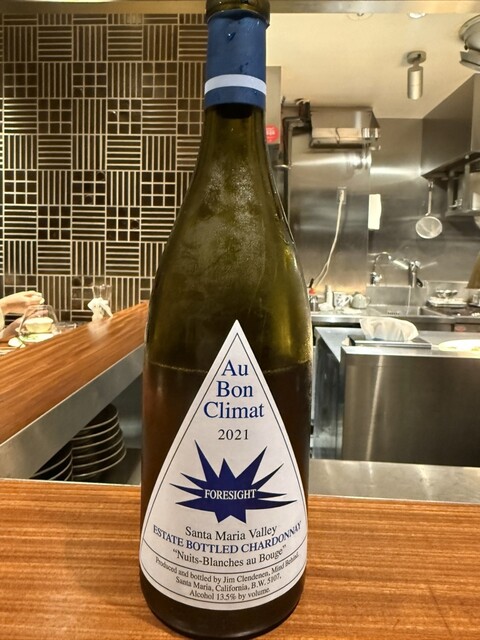 Au
Bon
Climat
2021
FORESIGHT
Santa Maria Valley
ESTATE BOTTLED CHARDONNAY
"Nuits-Blanches au Bouge"
Produced and bottled by Jim Clendenen, Mind Behind,
Santa Maria, California, B.W. 5107,
Alcohol 13.5% by volume.